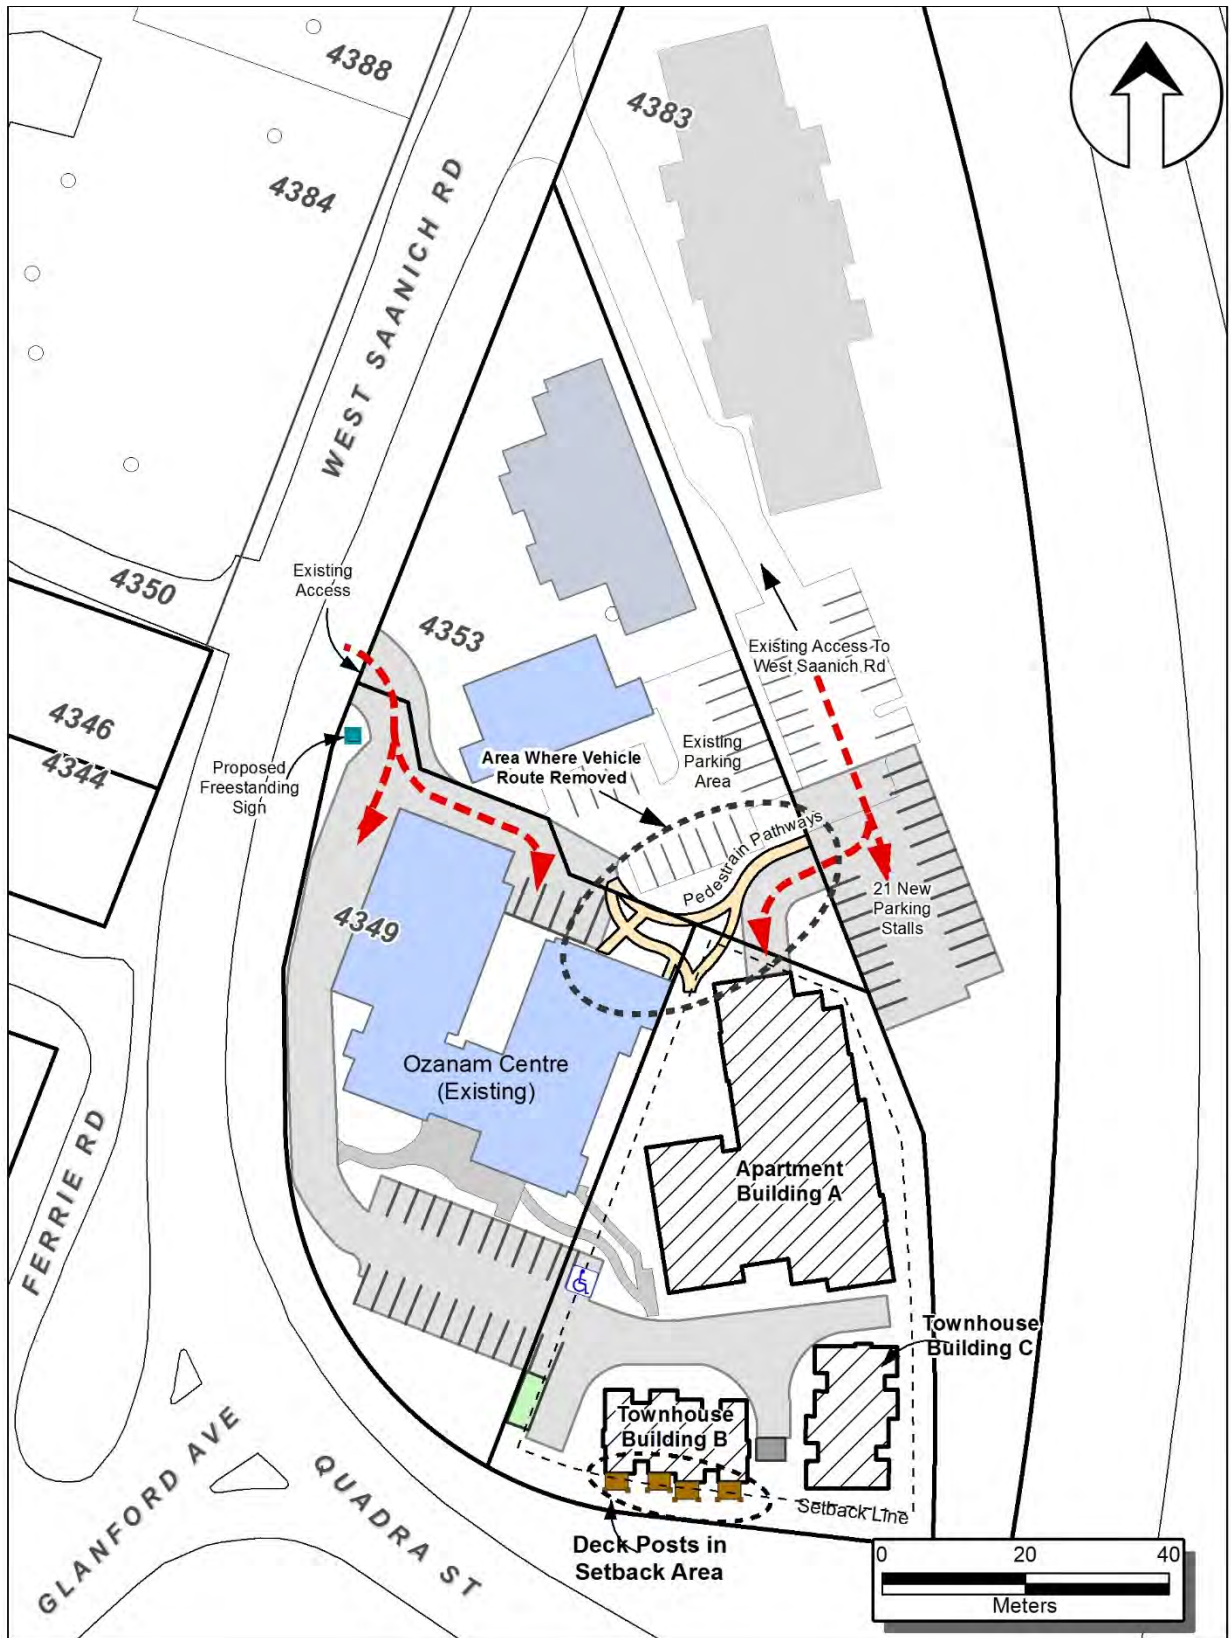 4388
4383
4384
WEST SAANICH RD
4350
Existing
Access
4353
Existing Access To
West Saanich Rd
4346
4344
Proposed
Freestanding
Sign
Area Where Vehicle
Route Removed
Existing
Parking
Area
Pedestrain Pathways
21 New
Parking
Stalls
4349
Ozanam Centre
(Existing)
Apartment
Building A
FERRIE RD
Townhouse
Building C
Townhouse
Building B
Setback Line
GLANFORD AVE
QUADRA ST
Deck Posts in
Setback Area
0 20 40
Meters